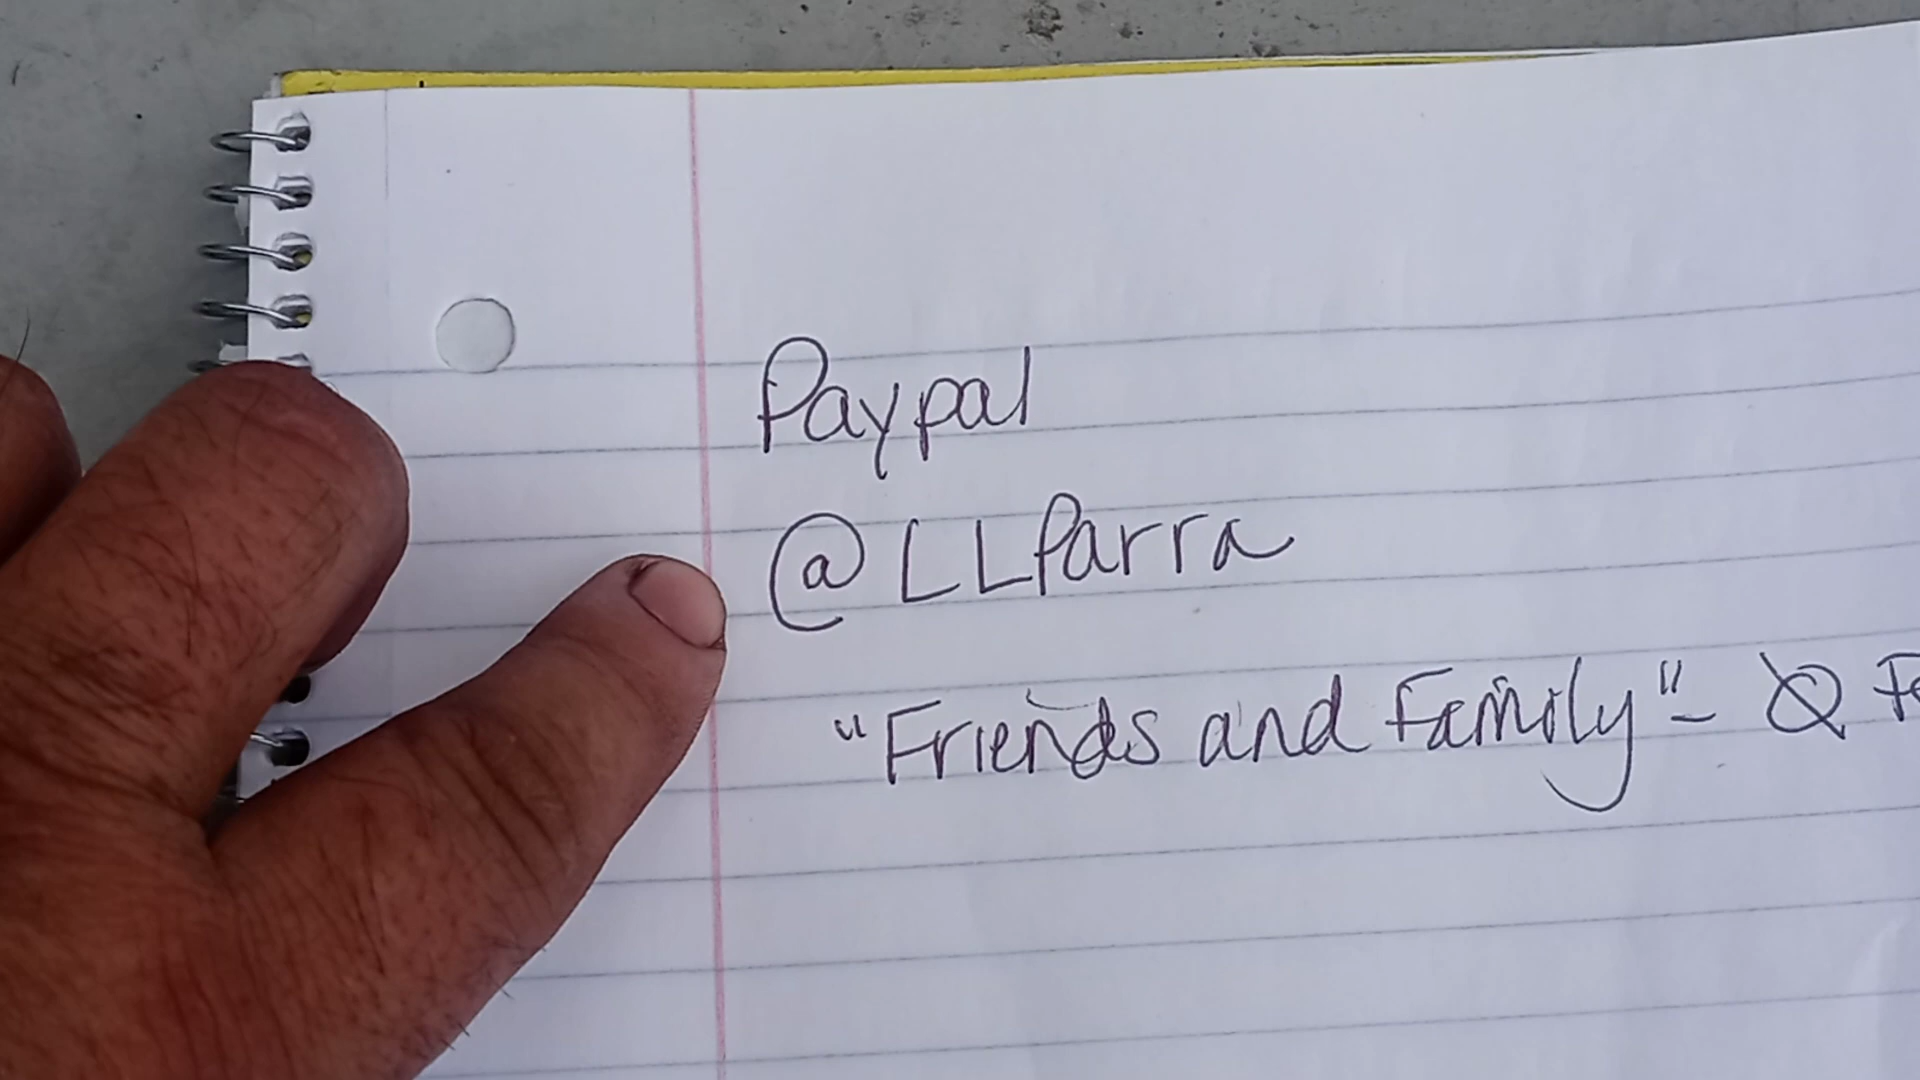 Paypal
@LLParra
"Friends and Family" -